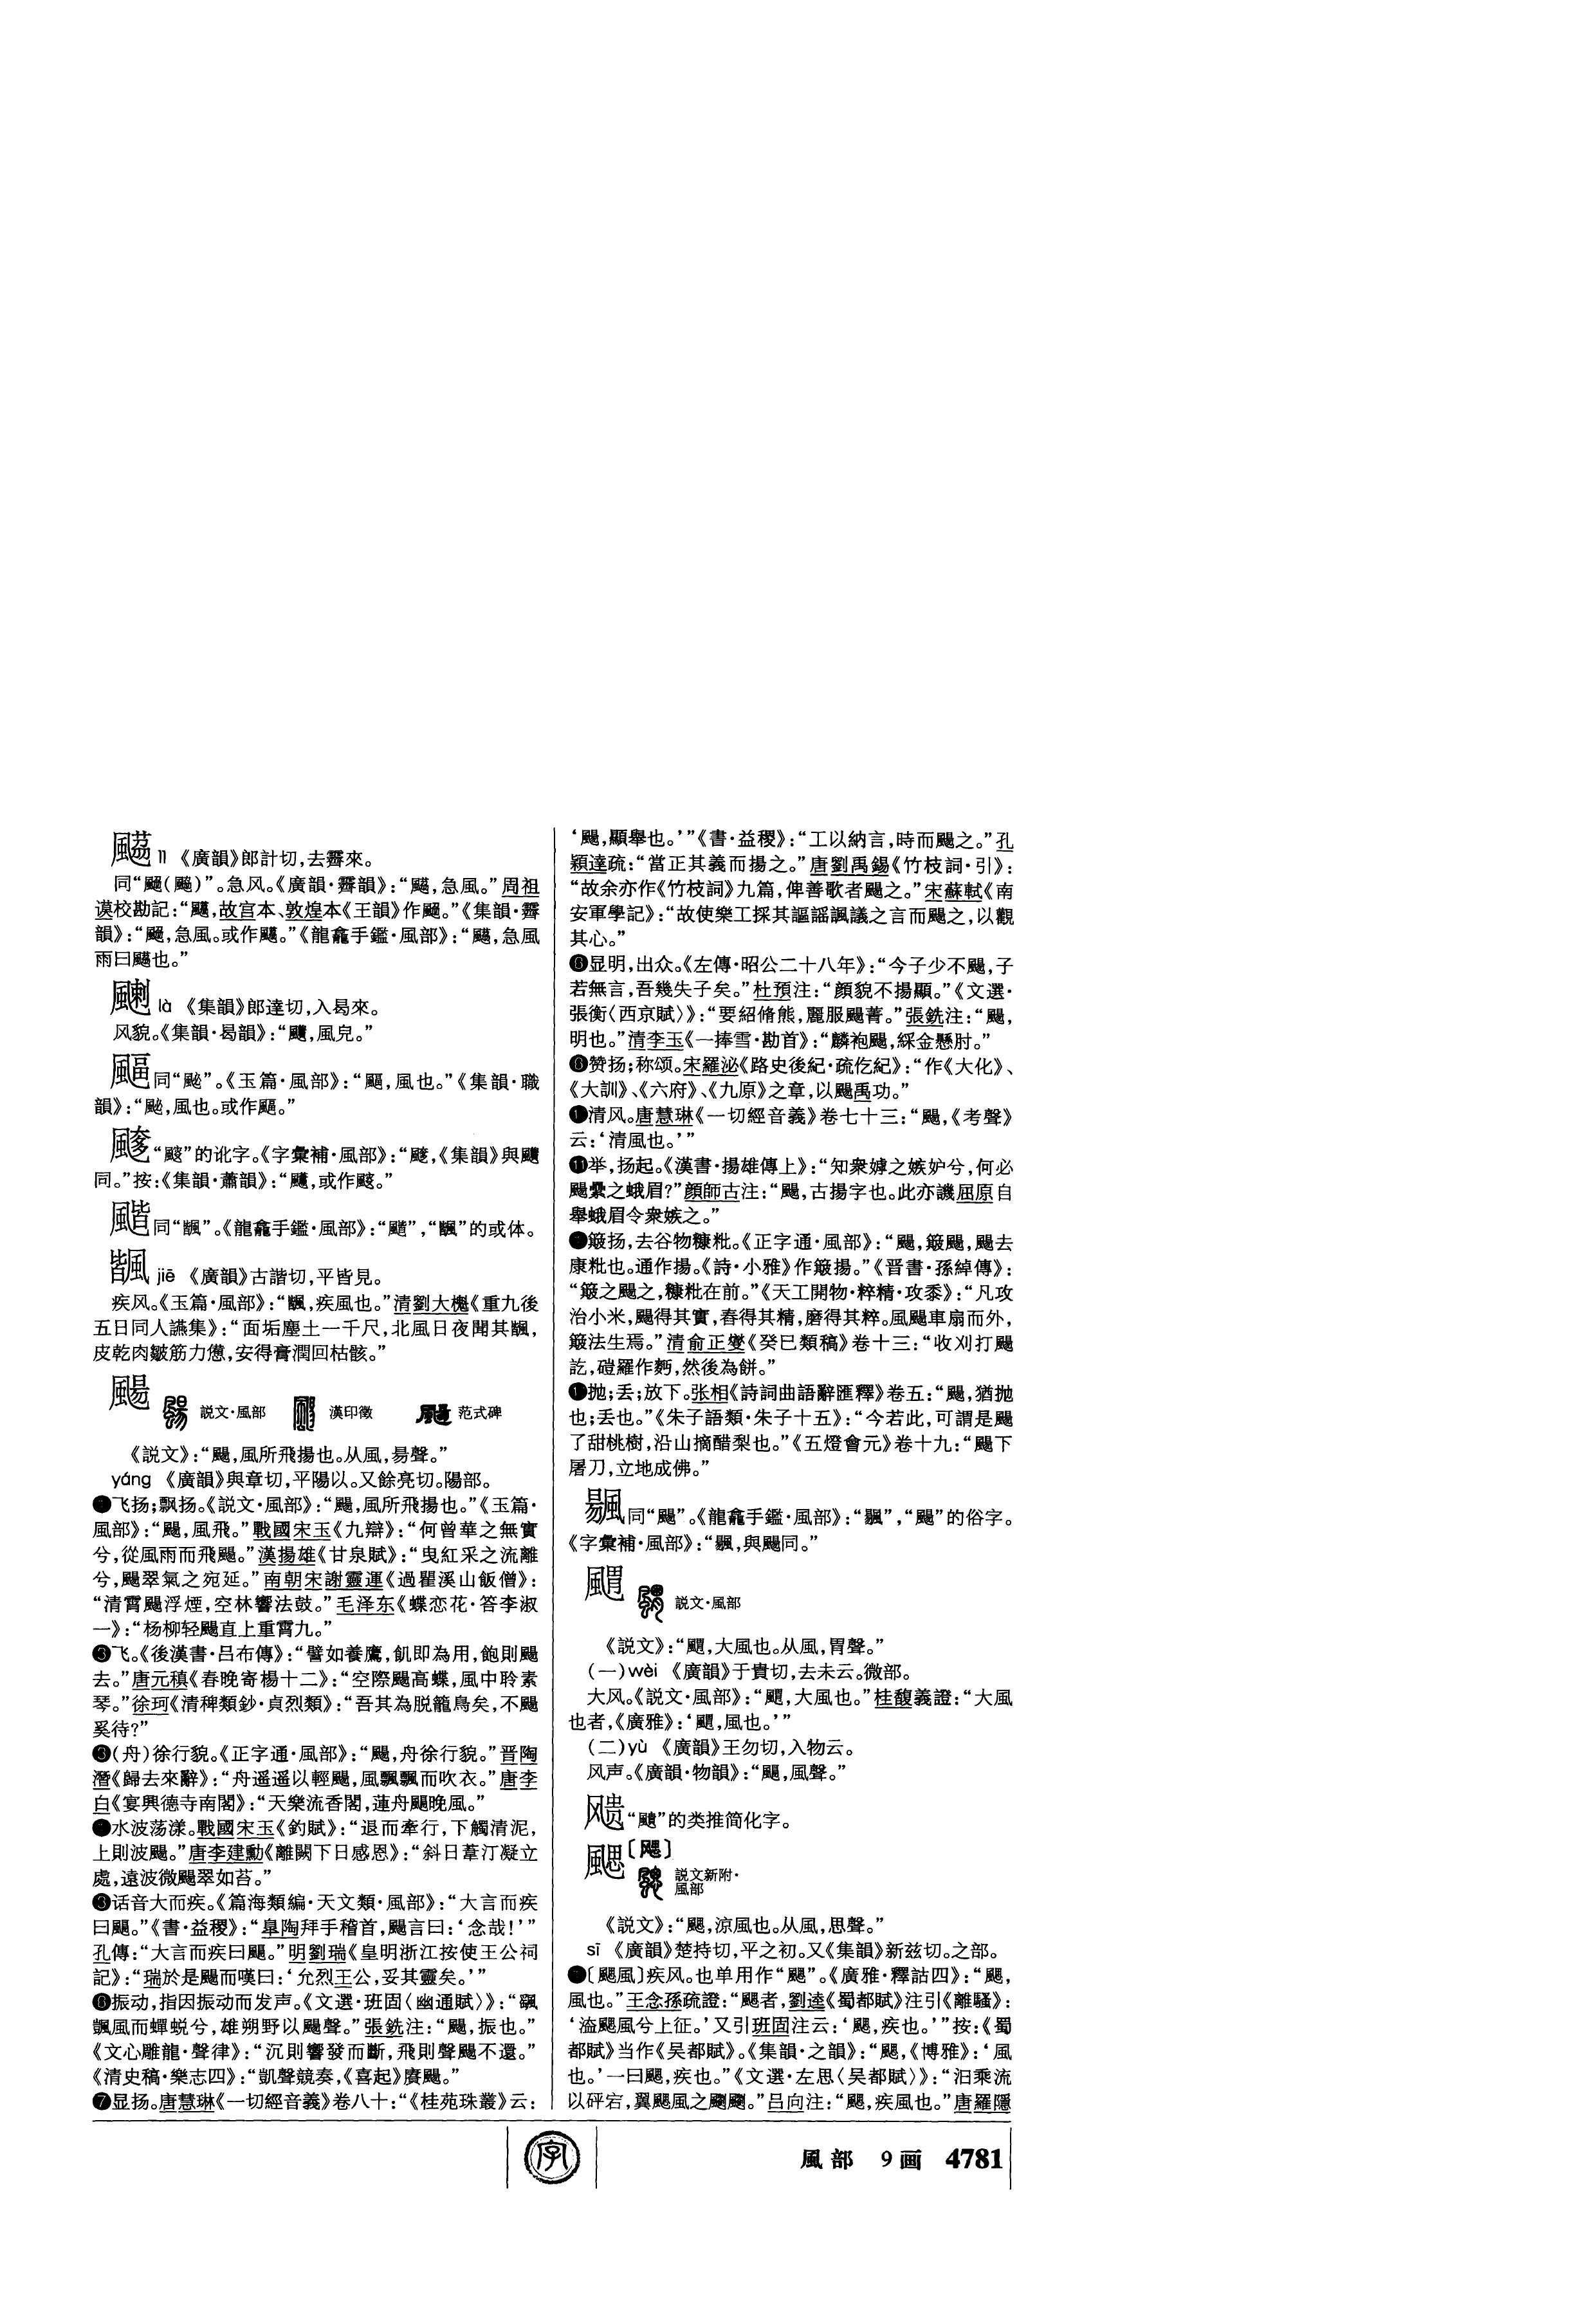 lì 《廣韻》郎計切，去霽來。
同“颲（䬆）”。急风。《廣韻·霽韻》：“，急風。”周祖
谟校勘記：“，故宫本、敦煌本《王韻》作。”《集韻·霽
韻》：“，急風。或作。”《龍龕手鑑·風部》：“，急風
雨曰也。”
là 《集韻》郎達切，入曷來。
风貌。《集韻·曷韻》：“，風皃。”
同“”。《玉篇·風部》：“，風也。”《集韻·職
韻》：“，風也。或作。”
“”的讹字。《字彙補·風部》：“，《集韻》與
同。”按：《集韻·蕭韻》：“，或作。”
同“”。《龍龕手鑑·風部》：“”，“”的或体。
jiē 《廣韻》古諧切，平皆見。
疾风。《玉篇·風部》：“，疾風也。”清劉大櫆《重九後
五日同人讌集》：“面垢塵土一千尺，北風日夜聞其，
皮乾肉皴筋力憊，安得膏潤回枯骸。”
颺 説文·風部 漢印徵 范式碑
《説文》：“颺，風所飛揚也。从風，昜聲。”
yáng 《廣韻》與章切，平陽以。又餘亮切。陽部。
飞扬；飘扬。《説文·風部》：“颺，風所飛揚也。”《玉篇·
風部》：“颺，風飛。”戰國宋玉《九辯》：“何曾華之無實
兮，從風雨而飛颺。”漢揚雄《甘泉賦》：“曳紅采之流離
兮，颺翠氣之宛延。”南朝宋謝靈運《過瞿溪山飯僧》：
“清霄颺浮煙，空林響法鼓。”毛泽东《蝶恋花·答李淑
一》：“杨柳轻颺直上重霄九。”
飞。《後漢書·吕布傳》：“譬如養鷹，飢即為用，飽則颺
去。”唐元稹《春晚寄楊十二》：“空際颺高蝶，風中聆素
琴。”徐珂《清稗類鈔·貞烈類》：“吾其為脱籠鳥矣，不颺
奚待?”
❸（舟）徐行貌。《正字通·風部》：“颺，舟徐行貌。”晋陶
潛《歸去來辭》：“舟遥遥以輕颺，風飄飄而吹衣。”唐李
白《宴興德寺南閣》：“天樂流香閣，蓮舟颺晚風。”
水波荡漾。戰國宋玉《釣賦》：“退而牽行，下觸清泥，
上則波颺。”唐李建勳《離闕下日感恩》：“斜日葦汀凝立
處，遠波微颺翠如苔。”
话音大而疾。《篇海類編·天文類·風部》：“大言而疾
曰颺。”《書·益稷》：“臯陶拜手稽首，颺言曰：‘念哉！’”
孔傳：“大言而疾曰颺。”明劉瑞《皇明浙江按使王公祠
記》：“瑞於是颺而嘆曰：‘允烈王公，妥其靈矣。’”
❻振动，指因振动而发声。《文選·班固〈幽通賦〉》：“颻
颽風而蟬蜕兮，雄朔野以颺聲。”張銑注：“颺，振也。”
《文心雕龍·聲律》：“沉則響發而斷，飛則聲颺不還。”
《清史稿·樂志四》：“凱聲競奏，《喜起》賡颺。”
❼显扬。唐慧琳《一切經音義》卷八十：“《桂苑珠叢》云：
‘颺，顯舉也。’”《書·益稷》：“工以納言，時而颺之。”孔
穎達疏：“當正其義而揚之。”唐劉禹錫《竹枝詞·引》：
“故余亦作《竹枝詞》九篇，俾善歌者颺之。”宋蘇軾《南
安軍學記》：“故使樂工採其謳謡諷議之言而颺之，以觀
其心。”
显明，出众。《左傳·昭公二十八年》：“今子少不颺，子
若無言，吾幾失子矣。”杜預注：“顔貌不揚顯。”《文選·
張衡〈西京賦〉》：“要紹脩態，麗服颺菁。”張銑注：“颺，
明也。”清李玉《一捧雪·勘首》：“麟袍颺，綵金懸肘。”
赞扬；称颂。宋羅泌《路史後紀·疏仡紀》：“作《大化》、
《大訓》、《六府》、《九原》之章，以颺禹功。”
清风。唐慧琳《一切經音義》卷七十三：“颺，《考聲》
云：‘清風也。’”
⓫举，扬起。《漢書·揚雄傳上》：“知衆嫭之嫉妒兮，何必
颺纍之蛾眉?”顔師古注：“颺，古揚字也。此亦譏屈原自
舉蛾眉令衆嫉之。”
簸扬，去谷物糠粃。《正字通·風部》：“颺，簸颺，颺去
康粃也。通作揚。《詩·小雅》作簸揚。”《晋書·孫綽傳》：
“簸之颺之，糠粃在前。”《天工開物·粹精·攻黍》：“凡攻
治小米，颺得其實，舂得其精，磨得其粹。風颺車扇而外，
簸法生焉。”清俞正燮《癸巳類稿》卷十三：“收刈打颺
訖，磑羅作麪，然後為餅。”
抛；丢；放下。张相《詩詞曲語辭匯釋》卷五：“颺，猶抛
也；丢也。”《朱子語類·朱子十五》：“今若此，可謂是颺
了甜桃樹，沿山摘醋梨也。”《五燈會元》卷十九：“颺下
屠刀，立地成佛。”
同“颺”。《龍龕手鑑·風部》：“”，“颺”的俗字。
《字彙補·風部》：“，與颺同。”
䬑 説文·風部
《説文》：“䬑，大風也。从風，胃聲。”
（一）wèi 《廣韻》于貴切，去未云。微部。
大风。《説文·風部》：“䬑，大風也。”桂馥義證：“大風
也者，《廣雅》：‘䬑，風也。’”
（二）yù 《廣韻》王勿切，入物云。
风声。《廣韻·物韻》：“䬑，風聲。”
“”的类推简化字。
颸〔飔〕 説文新附·
風部
《説文》：“颸，涼風也。从風，思聲。”
sī 《廣韻》楚持切，平之初。又《集韻》新兹切。之部。
〔颸風〕疾风。也单用作“颸”。《廣雅·釋詁四》：“颸，
風也。”王念孫疏證：“颸者，劉逵《蜀都賦》注引《離騷》：
‘溘颸風兮上征。’又引班固注云：‘颸，疾也。’”按：《蜀
都賦》当作《吴都賦》。《集韻·之韻》：“颸，《博雅》：‘風
也。’一曰颸，疾也。”《文選·左思〈吴都賦〉》：“汩乘流
以砰宕，翼颸風之䬟䬟。”吕向注：“颸，疾風也。”唐羅隱
字
風部 9画 4781